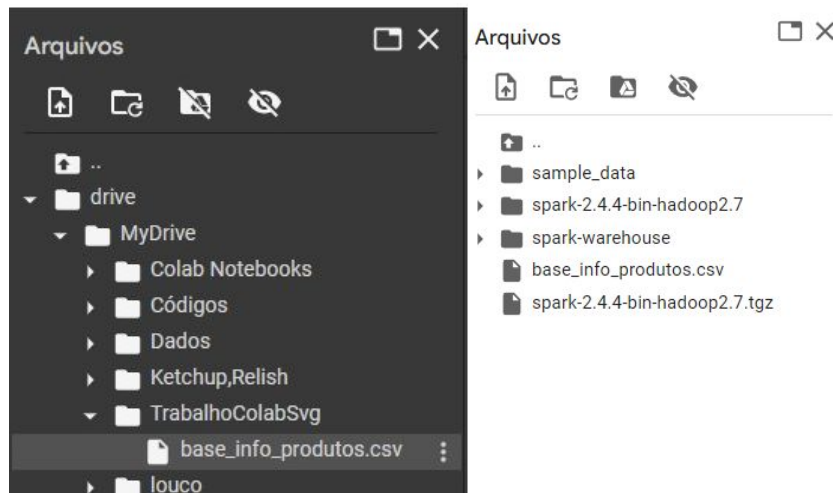 Arquivos
..
drive
MyDrive
Colab Notebooks
Códigos
Dados
Ketchup,Relish
TrabalhoColabSvg
base_info_produtos.csv
louco
Arquivos
..
sample_data
spark-2.4.4-bin-hadoop2.7
spark-warehouse
base_info_produtos.csv
spark-2.4.4-bin-hadoop2.7.tgz